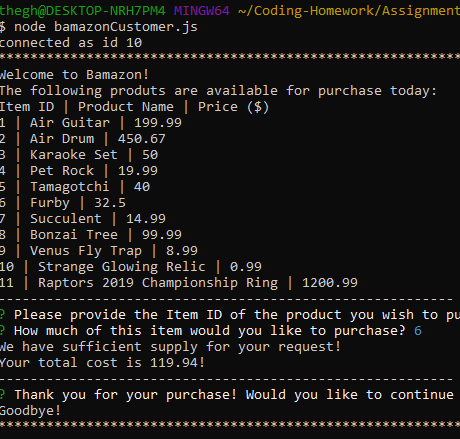 thegh@DESKTOP-NRH7PM4 MINGW64 ~/Coding-Homework/Assignment
$ node bamazonCustomer.js
connected as id 10
**********************************************************
Welcome to Bamazon!
The following produts are available for purchase today:
Item ID | Product Name | Price ($)
1 | Air Guitar | 199.99
2 | Air Drum | 450.67
3 | Karaoke Set | 50
4 | Pet Rock | 19.99
5 | Tamagotchi | 40
6 | Furby | 32.5
7 | Succulent | 14.99
8 | Bonzai Tree | 99.99
9 | Venus Fly Trap | 8.99
10 | Strange Glowing Relic | 0.99
11 | Raptors 2019 Championship Ring | 1200.99
----------------------------------------------------------
? Please provide the Item ID of the product you wish to pu
? How much of this item would you like to purchase? 6
We have sufficient supply for your request!
Your total cost is 119.94!
----------------------------------------------------------
? Thank you for your purchase! Would you like to continue
Goodbye!
**********************************************************